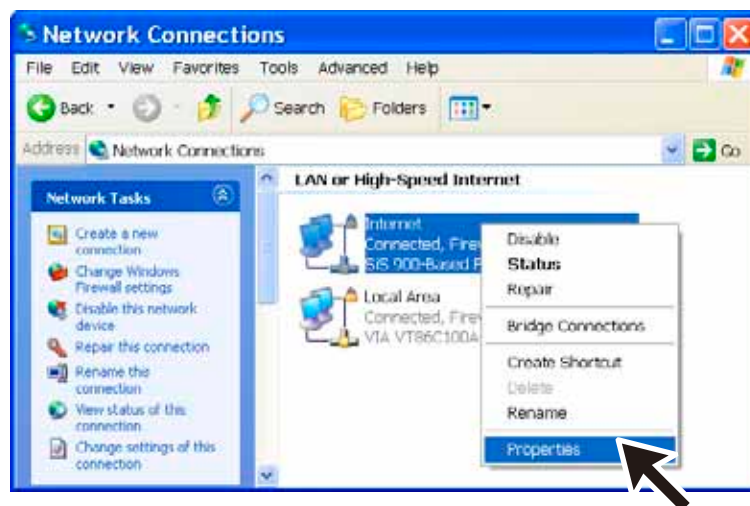 Network Connections
File Edit View Favorites Tools Advanced Help
Back Search Folders
Address Network Connections Go
Network Tasks
Create a new
connection
Change Windows
Firewall settings
Disable this network
device
Repair this connection
Rename this
connection
View status of this
connection
Change settings of this
connection
LAN or High-Speed Internet
Internet
Connected, Firew
SiS 900-Based P
Local Area
Connected, Firew
VIA VT86C100A
Disable
Status
Repair
Bridge Connections
Create Shortcut
Delete
Rename
Properties